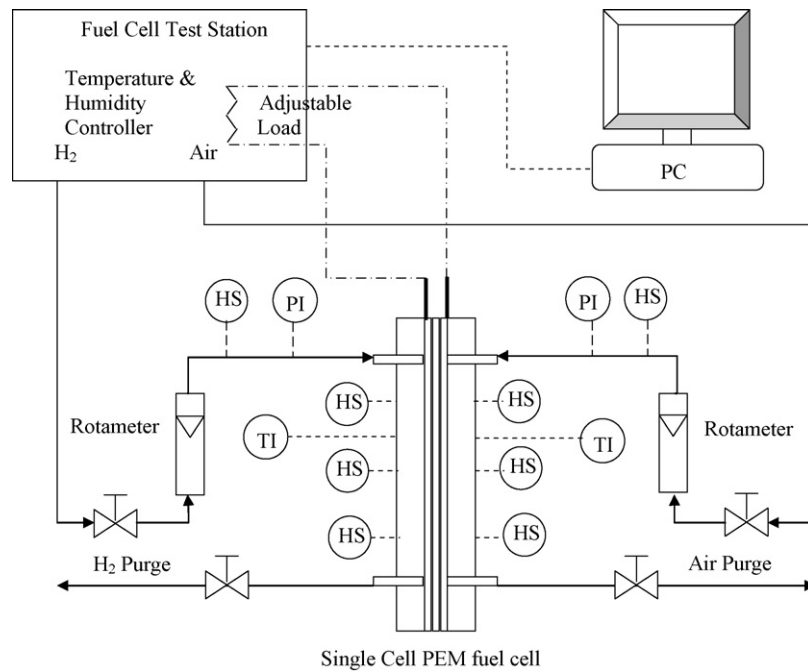 Fuel Cell Test Station
Temperature &
Humidity
Controller
Adjustable
Load
H₂
Air
PC
HS
PI
PI
HS
Rotameter
HS
HS
TI
TI
Rotameter
HS
HS
HS
HS
H₂ Purge
Air Purge
Single Cell PEM fuel cell